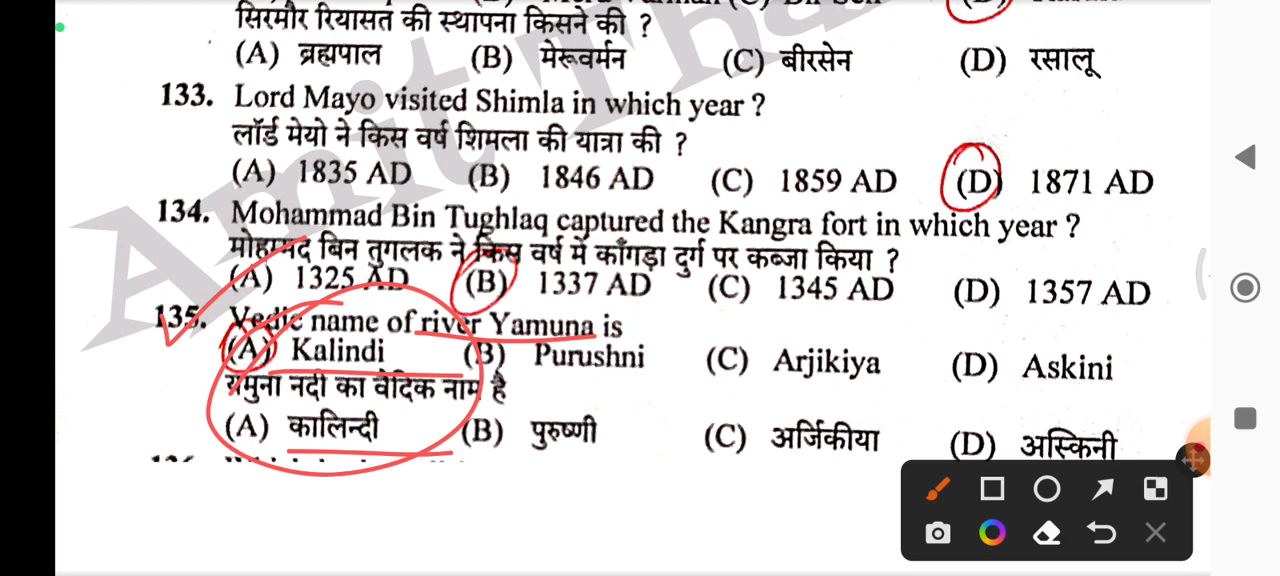 सिरमौर रियासत की स्थापना किसने की ?
(A) ब्रह्मपाल (B) मेरूवर्मन (C) बीरसेन (D) रसालू
133. Lord Mayo visited Shimla in which year ?
लॉर्ड मेयो ने किस वर्ष शिमला की यात्रा की ?
(A) 1835 AD (B) 1846 AD (C) 1859 AD (D) 1871 AD
134. Mohammad Bin Tughlaq captured the Kangra fort in which year ?
मोहम्मद बिन तुगलक ने किस वर्ष में काँगड़ा दुर्ग पर कब्जा किया ?
(A) 1325 AD (B) 1337 AD (C) 1345 AD (D) 1357 AD
135. Vedic name of river Yamuna is
(A) Kalindi (B) Purushni (C) Arjikiya (D) Askini
यमुना नदी का वैदिक नाम है
(A) कालिन्दी (B) पुरुष्णी (C) अर्जिकीया (D) अस्किनी
Amit